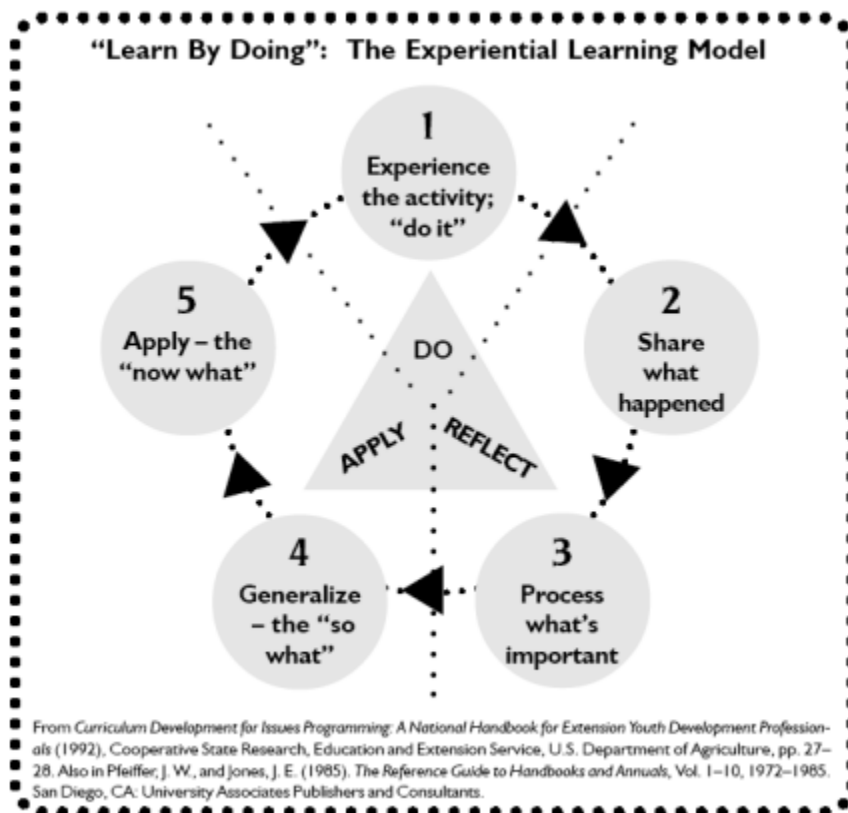 “Learn By Doing”: The Experiential Learning Model
1
Experience
the activity;
“do it”
2
Share
what
happened
3
Process
what’s
important
4
Generalize
– the “so
what”
5
Apply – the
“now what”
DO
REFLECT
APPLY
From Curriculum Development for Issues Programming: A National Handbook for Extension Youth Development Profession-
als (1992), Cooperative State Research, Education and Extension Service, U.S. Department of Agriculture, pp. 27–
28. Also in Pfeiffer, J. W., and Jones, J. E. (1985). The Reference Guide to Handbooks and Annuals, Vol. 1–10, 1972–1985.
San Diego, CA: University Associates Publishers and Consultants.